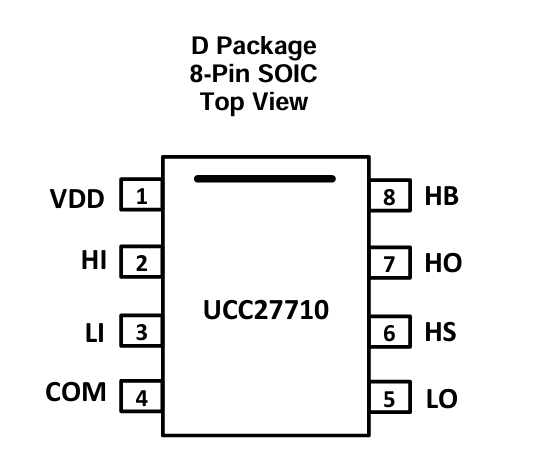 D Package
8-Pin SOIC
Top View
VDD 1 8 HB
HI 2 7 HO
UCC27710
LI 3 6 HS
COM 4 5 LO